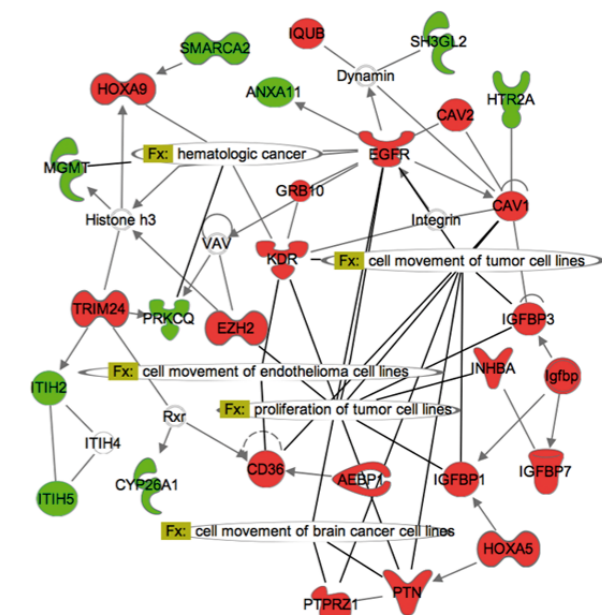 IQUB
SMARCA2
SH3GL2
Dynamin
HOXA9
ANXA11
HTR2A
CAV2
Fx: hematologic cancer
EGFR
MGMT
GRB10
CAV1
Histone h3
Integrin
VAV
KDR
Fx: cell movement of tumor cell lines
TRIM24
PRKCQ
EZH2
IGFBP3
Fx: cell movement of endothelioma cell lines
INHBA
Igfbp
ITIH2
Fx: proliferation of tumor cell lines
Rxr
ITIH4
CD36
AEBP1
IGFBP1
IGFBP7
CYP26A1
ITIH5
Fx: cell movement of brain cancer cell lines
HOXA5
PTN
PTPRZ1